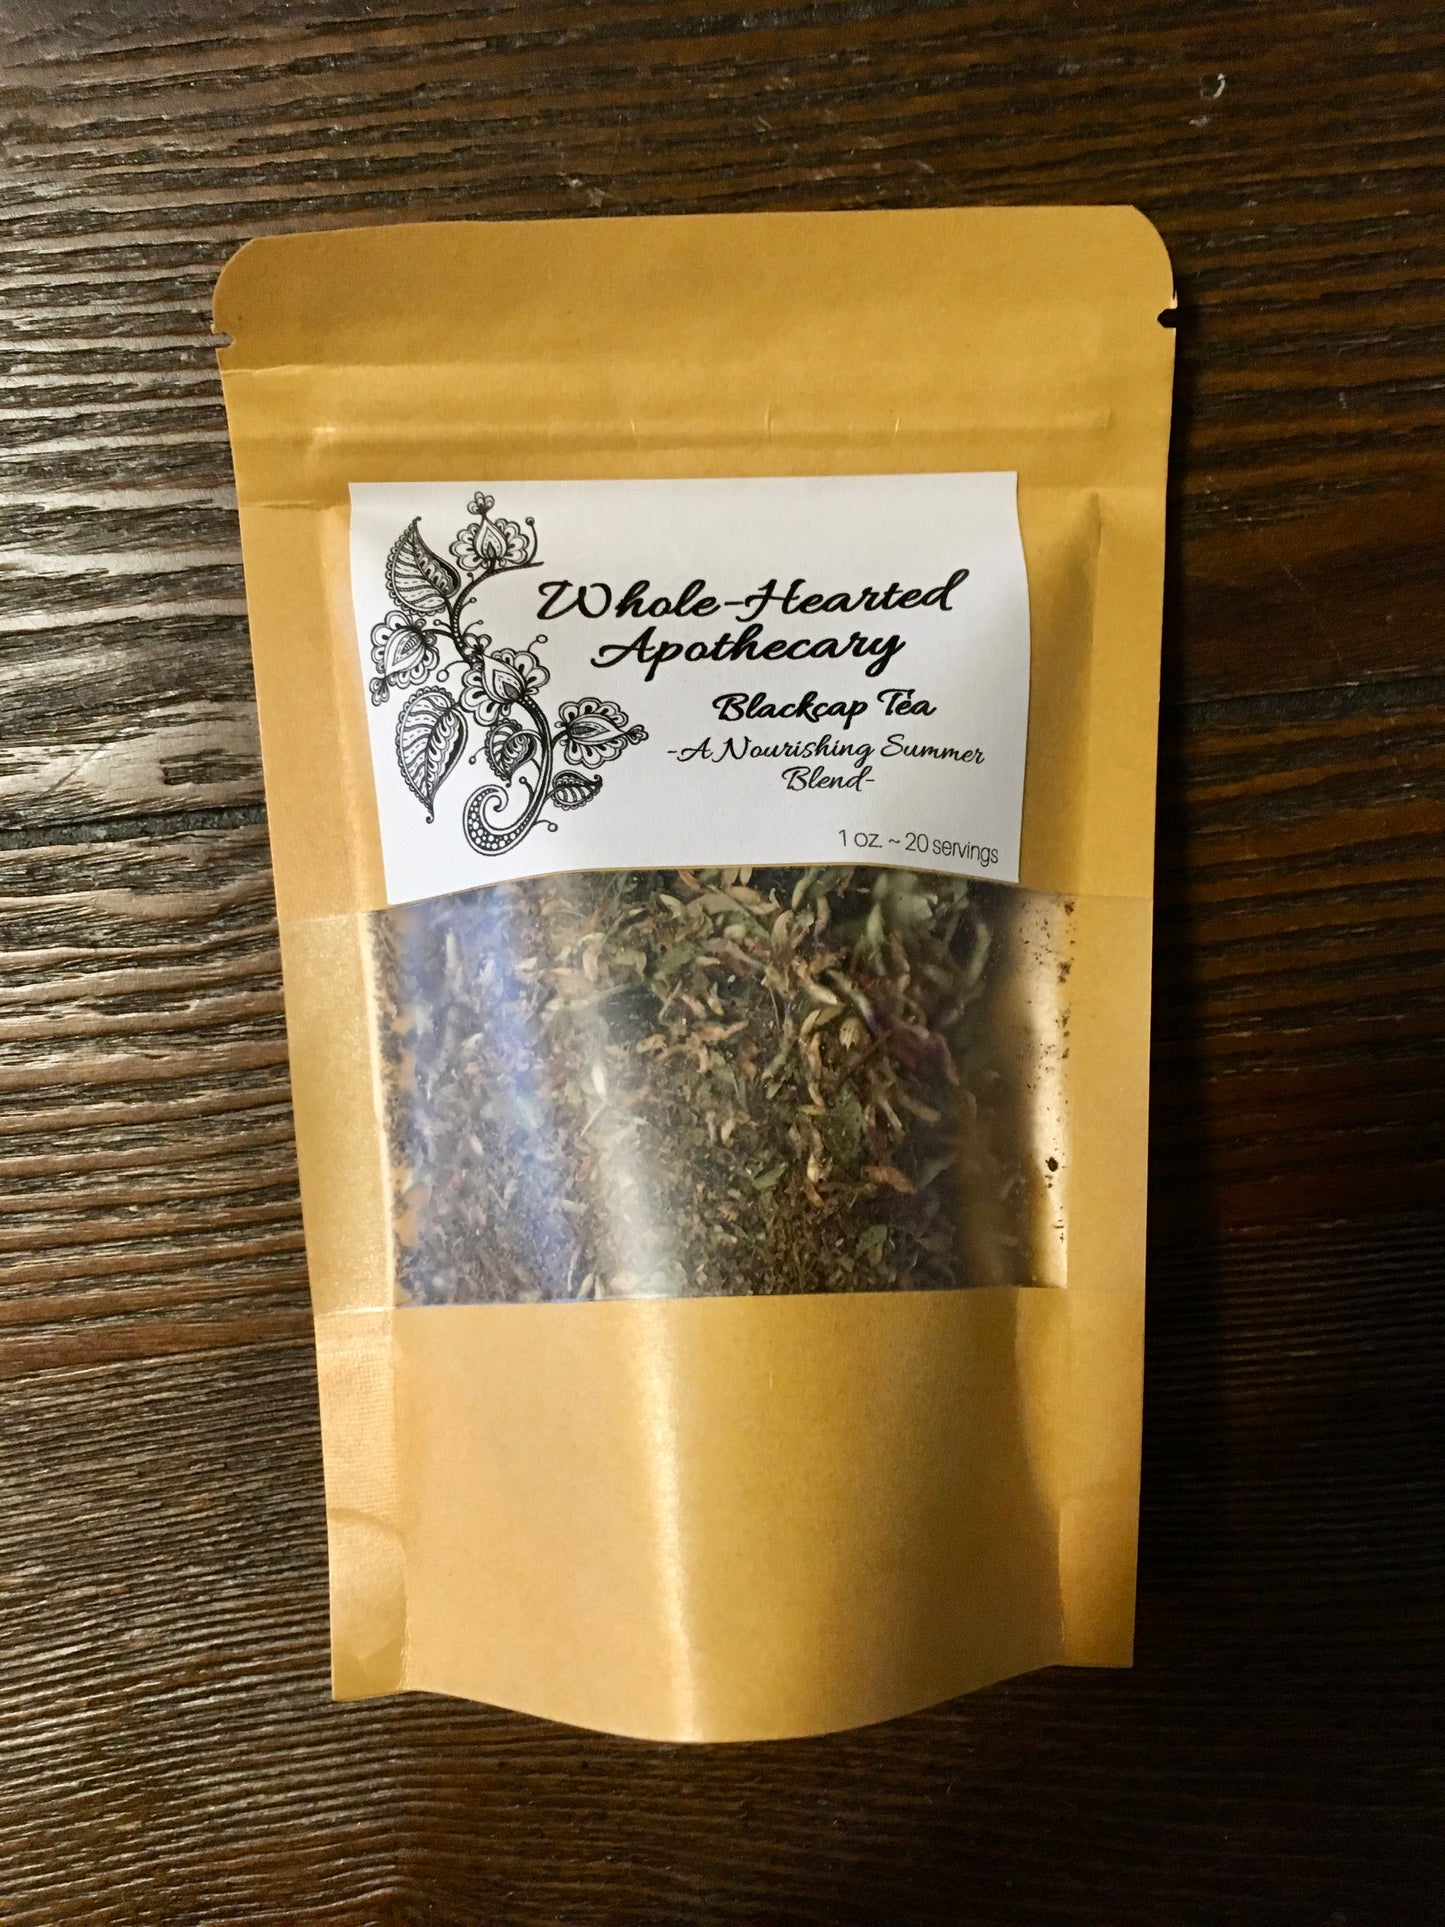 Whole-Hearted
Apothecary
Blackcap Tea
-A Nourishing Summer
Blend-
1 oz. ~ 20 servings